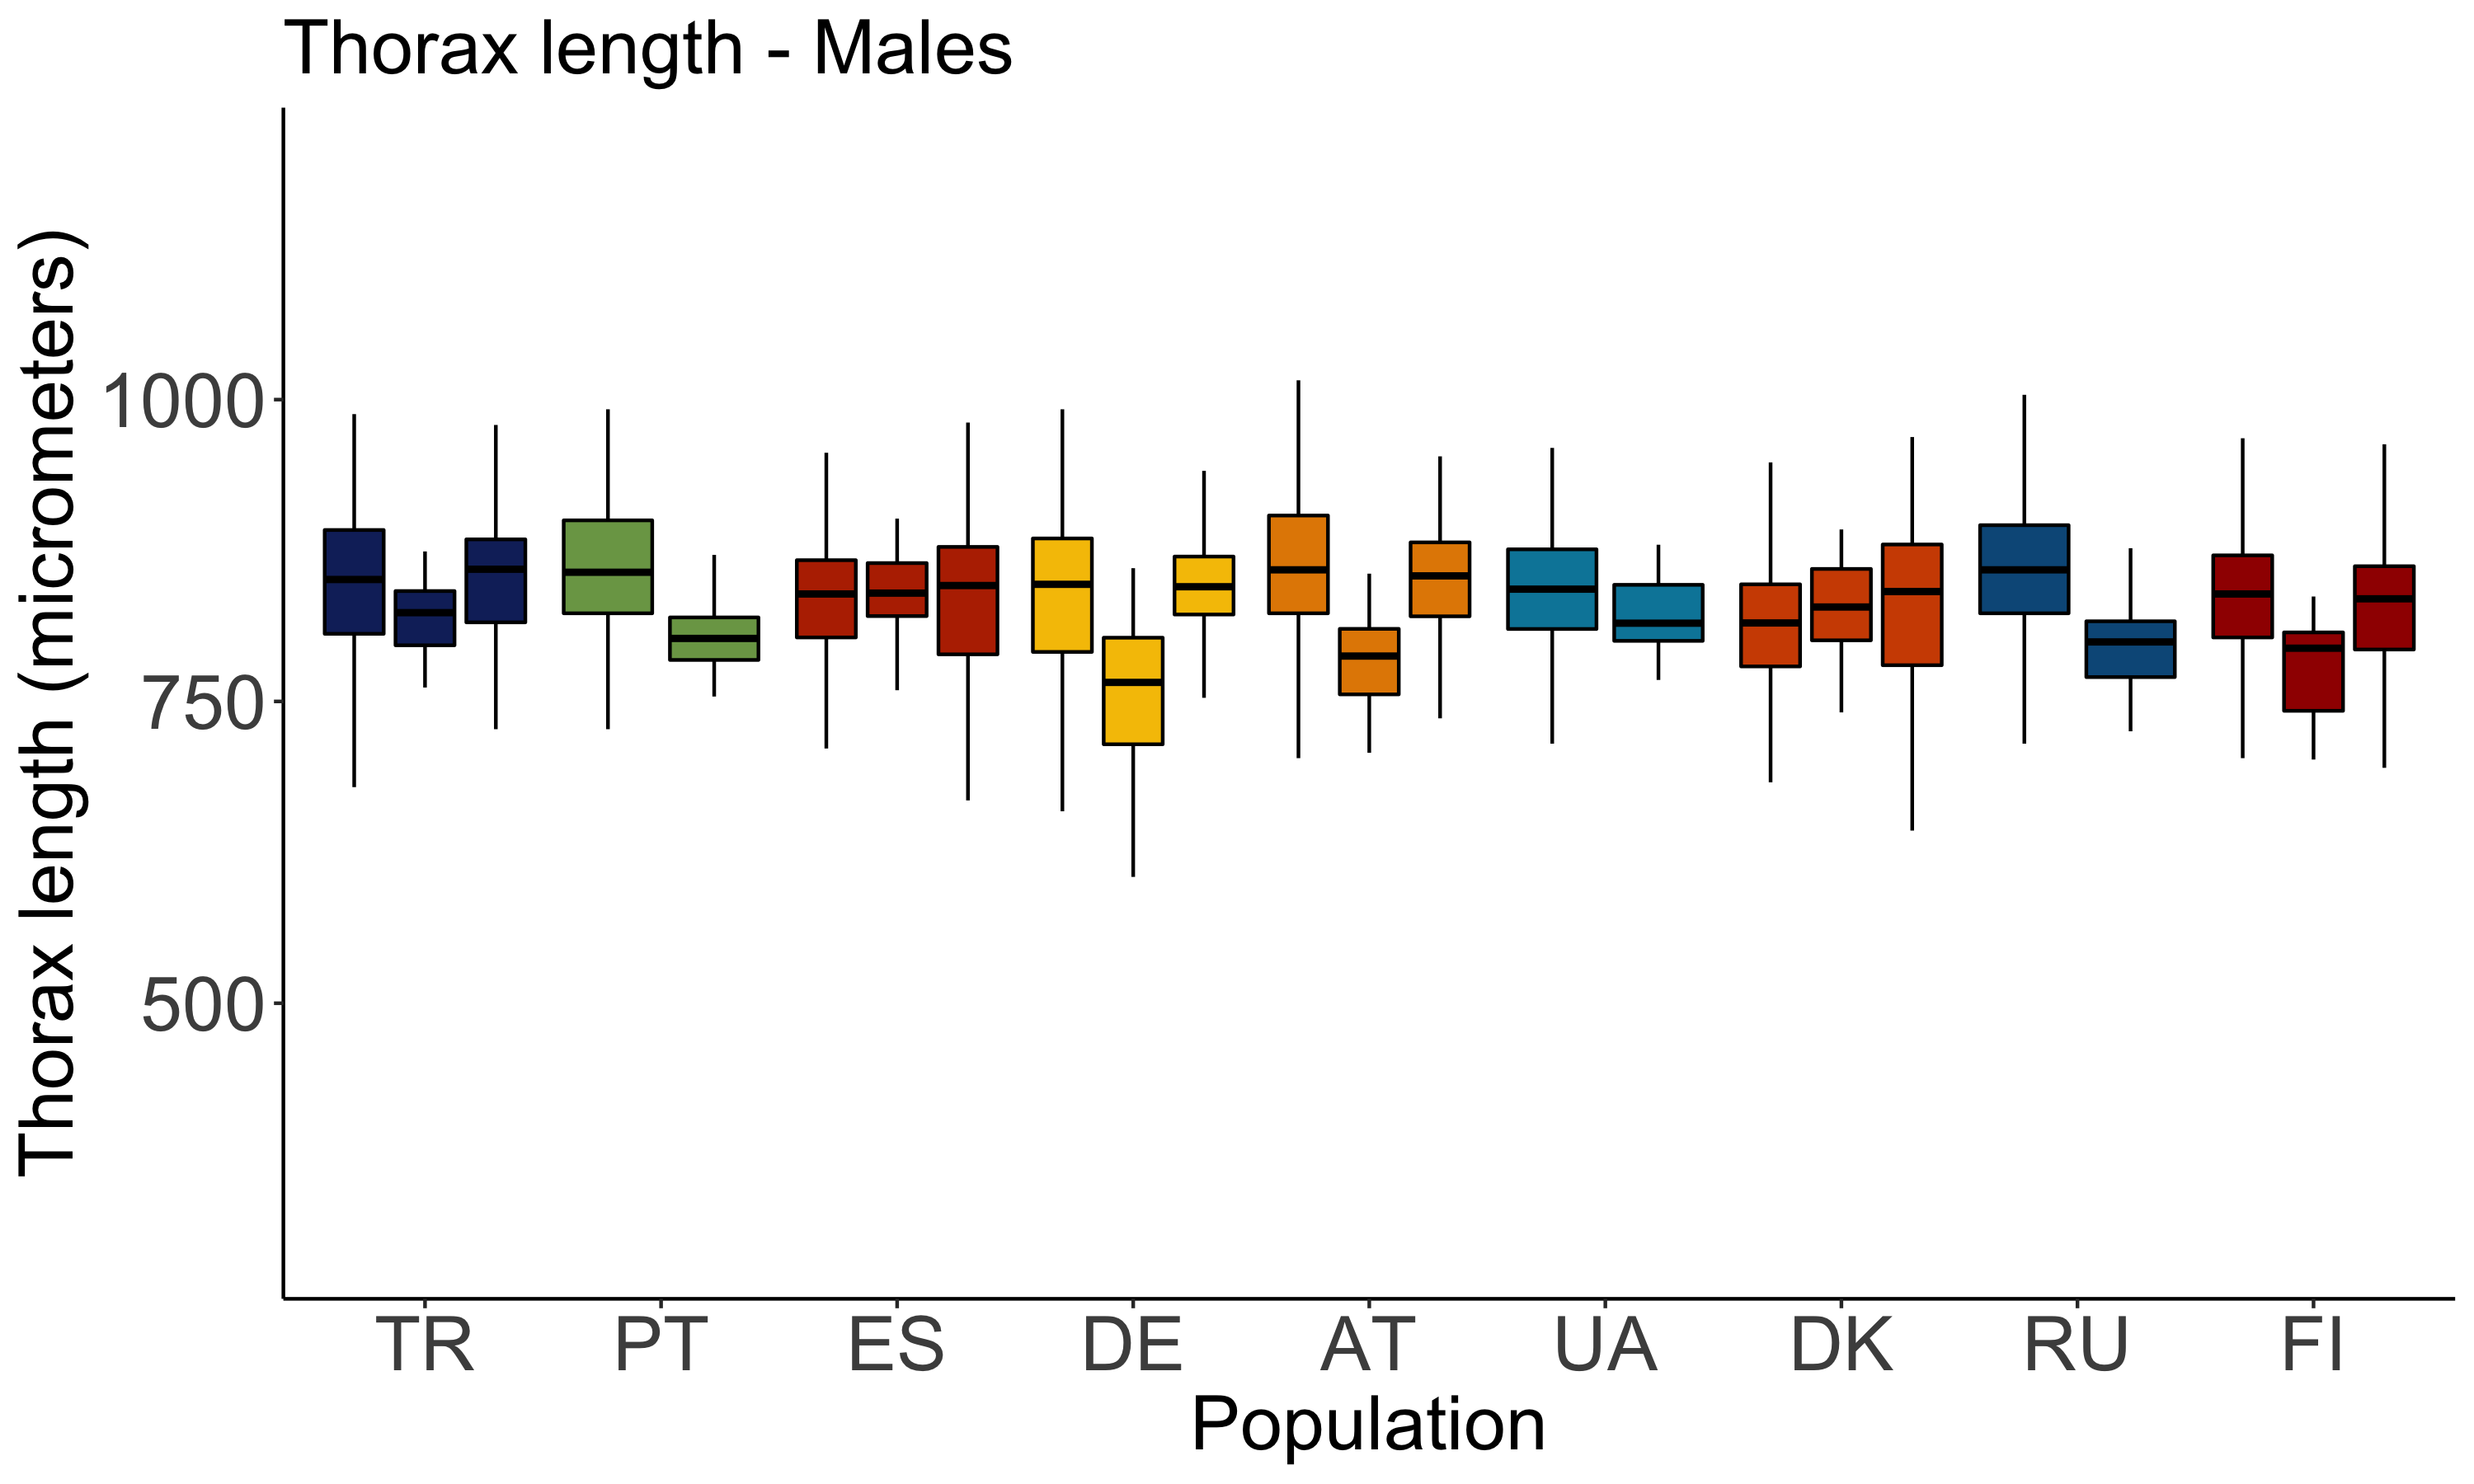 Thorax length - Males
Thorax length (micrometers)
1000
750
500
TR PT ES DE AT UA DK RU FI
Population